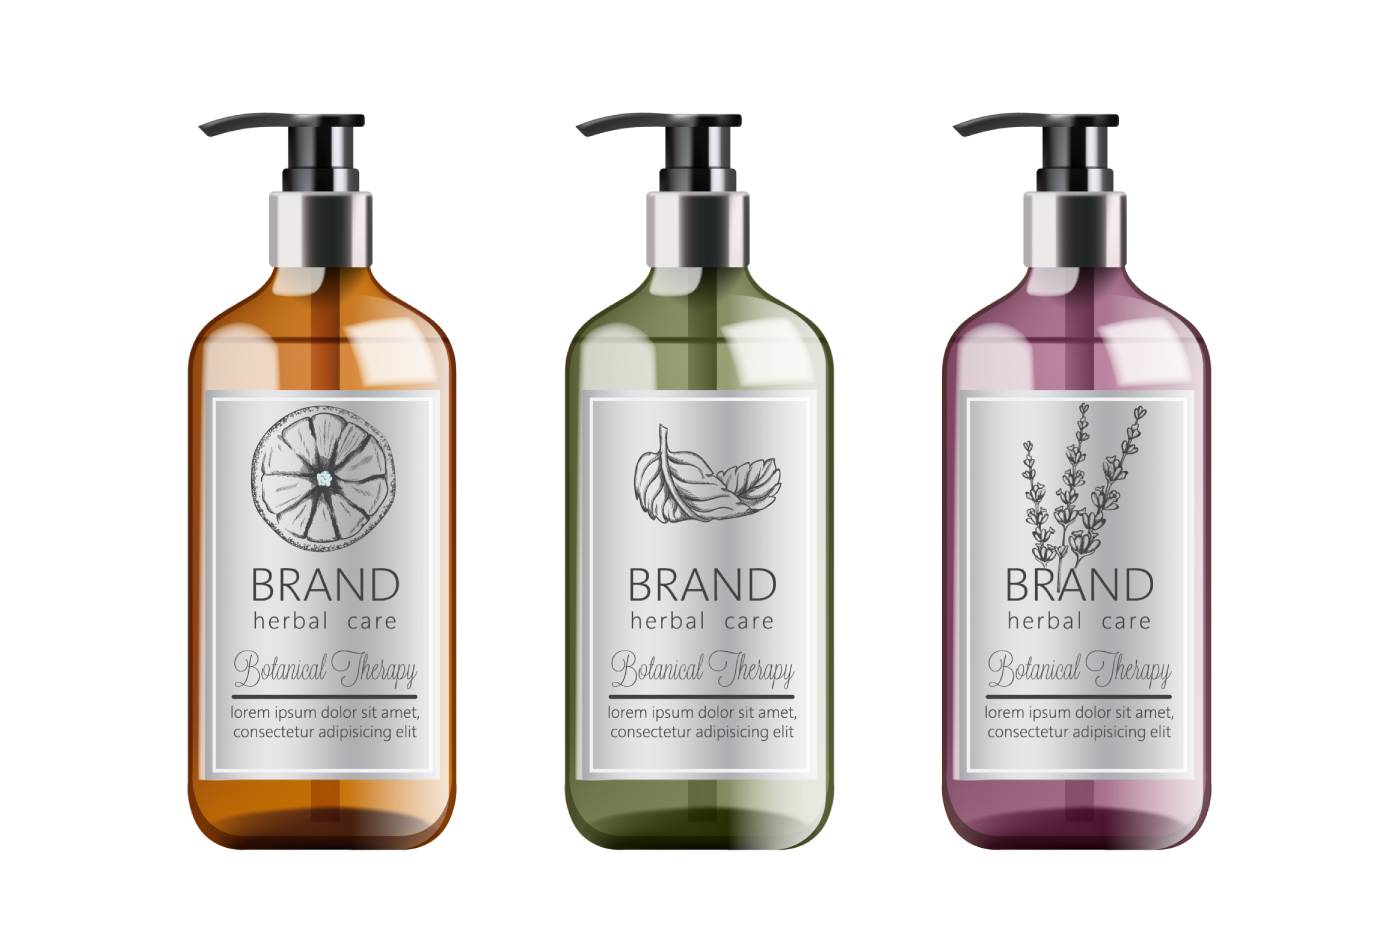 BRAND
herbal care
Botanical Therapy
lorem ipsum dolor sit amet,
consectetur adipisicing elit
BRAND
herbal care
Botanical Therapy
lorem ipsum dolor sit amet,
consectetur adipisicing elit
BRAND
herbal care
Botanical Therapy
lorem ipsum dolor sit amet,
consectetur adipisicing elit